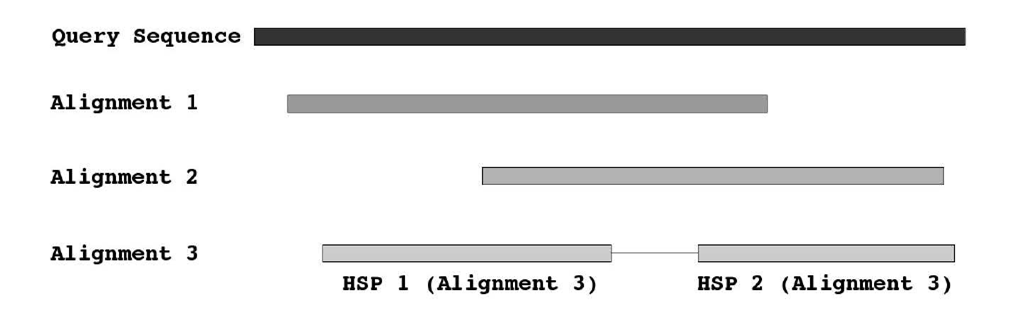 Query Sequence
Alignment 1
Alignment 2
Alignment 3
HSP 1 (Alignment 3) HSP 2 (Alignment 3)